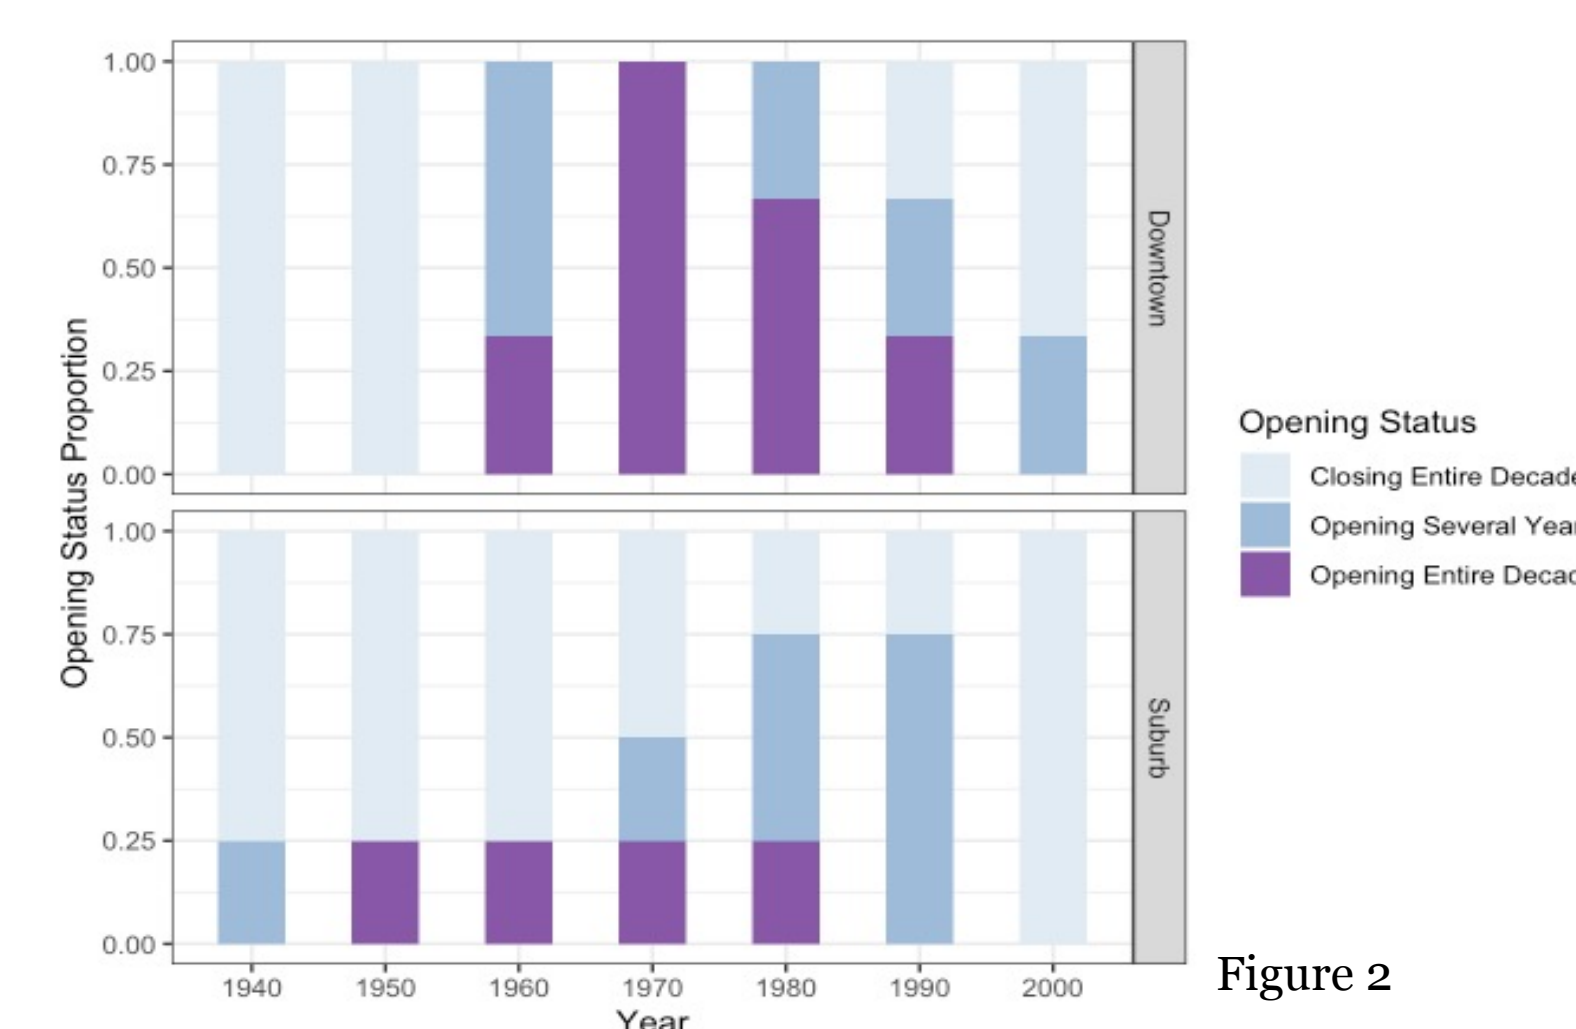 Opening Status Proportion
1.00
0.75
0.50
0.25
0.00
Downtown
1.00
0.75
0.50
0.25
0.00
Suburb
1940 1950 1960 1970 1980 1990 2000
Year
Opening Status
Closing Entire Decade
Opening Several Year
Opening Entire Decad
Figure 2